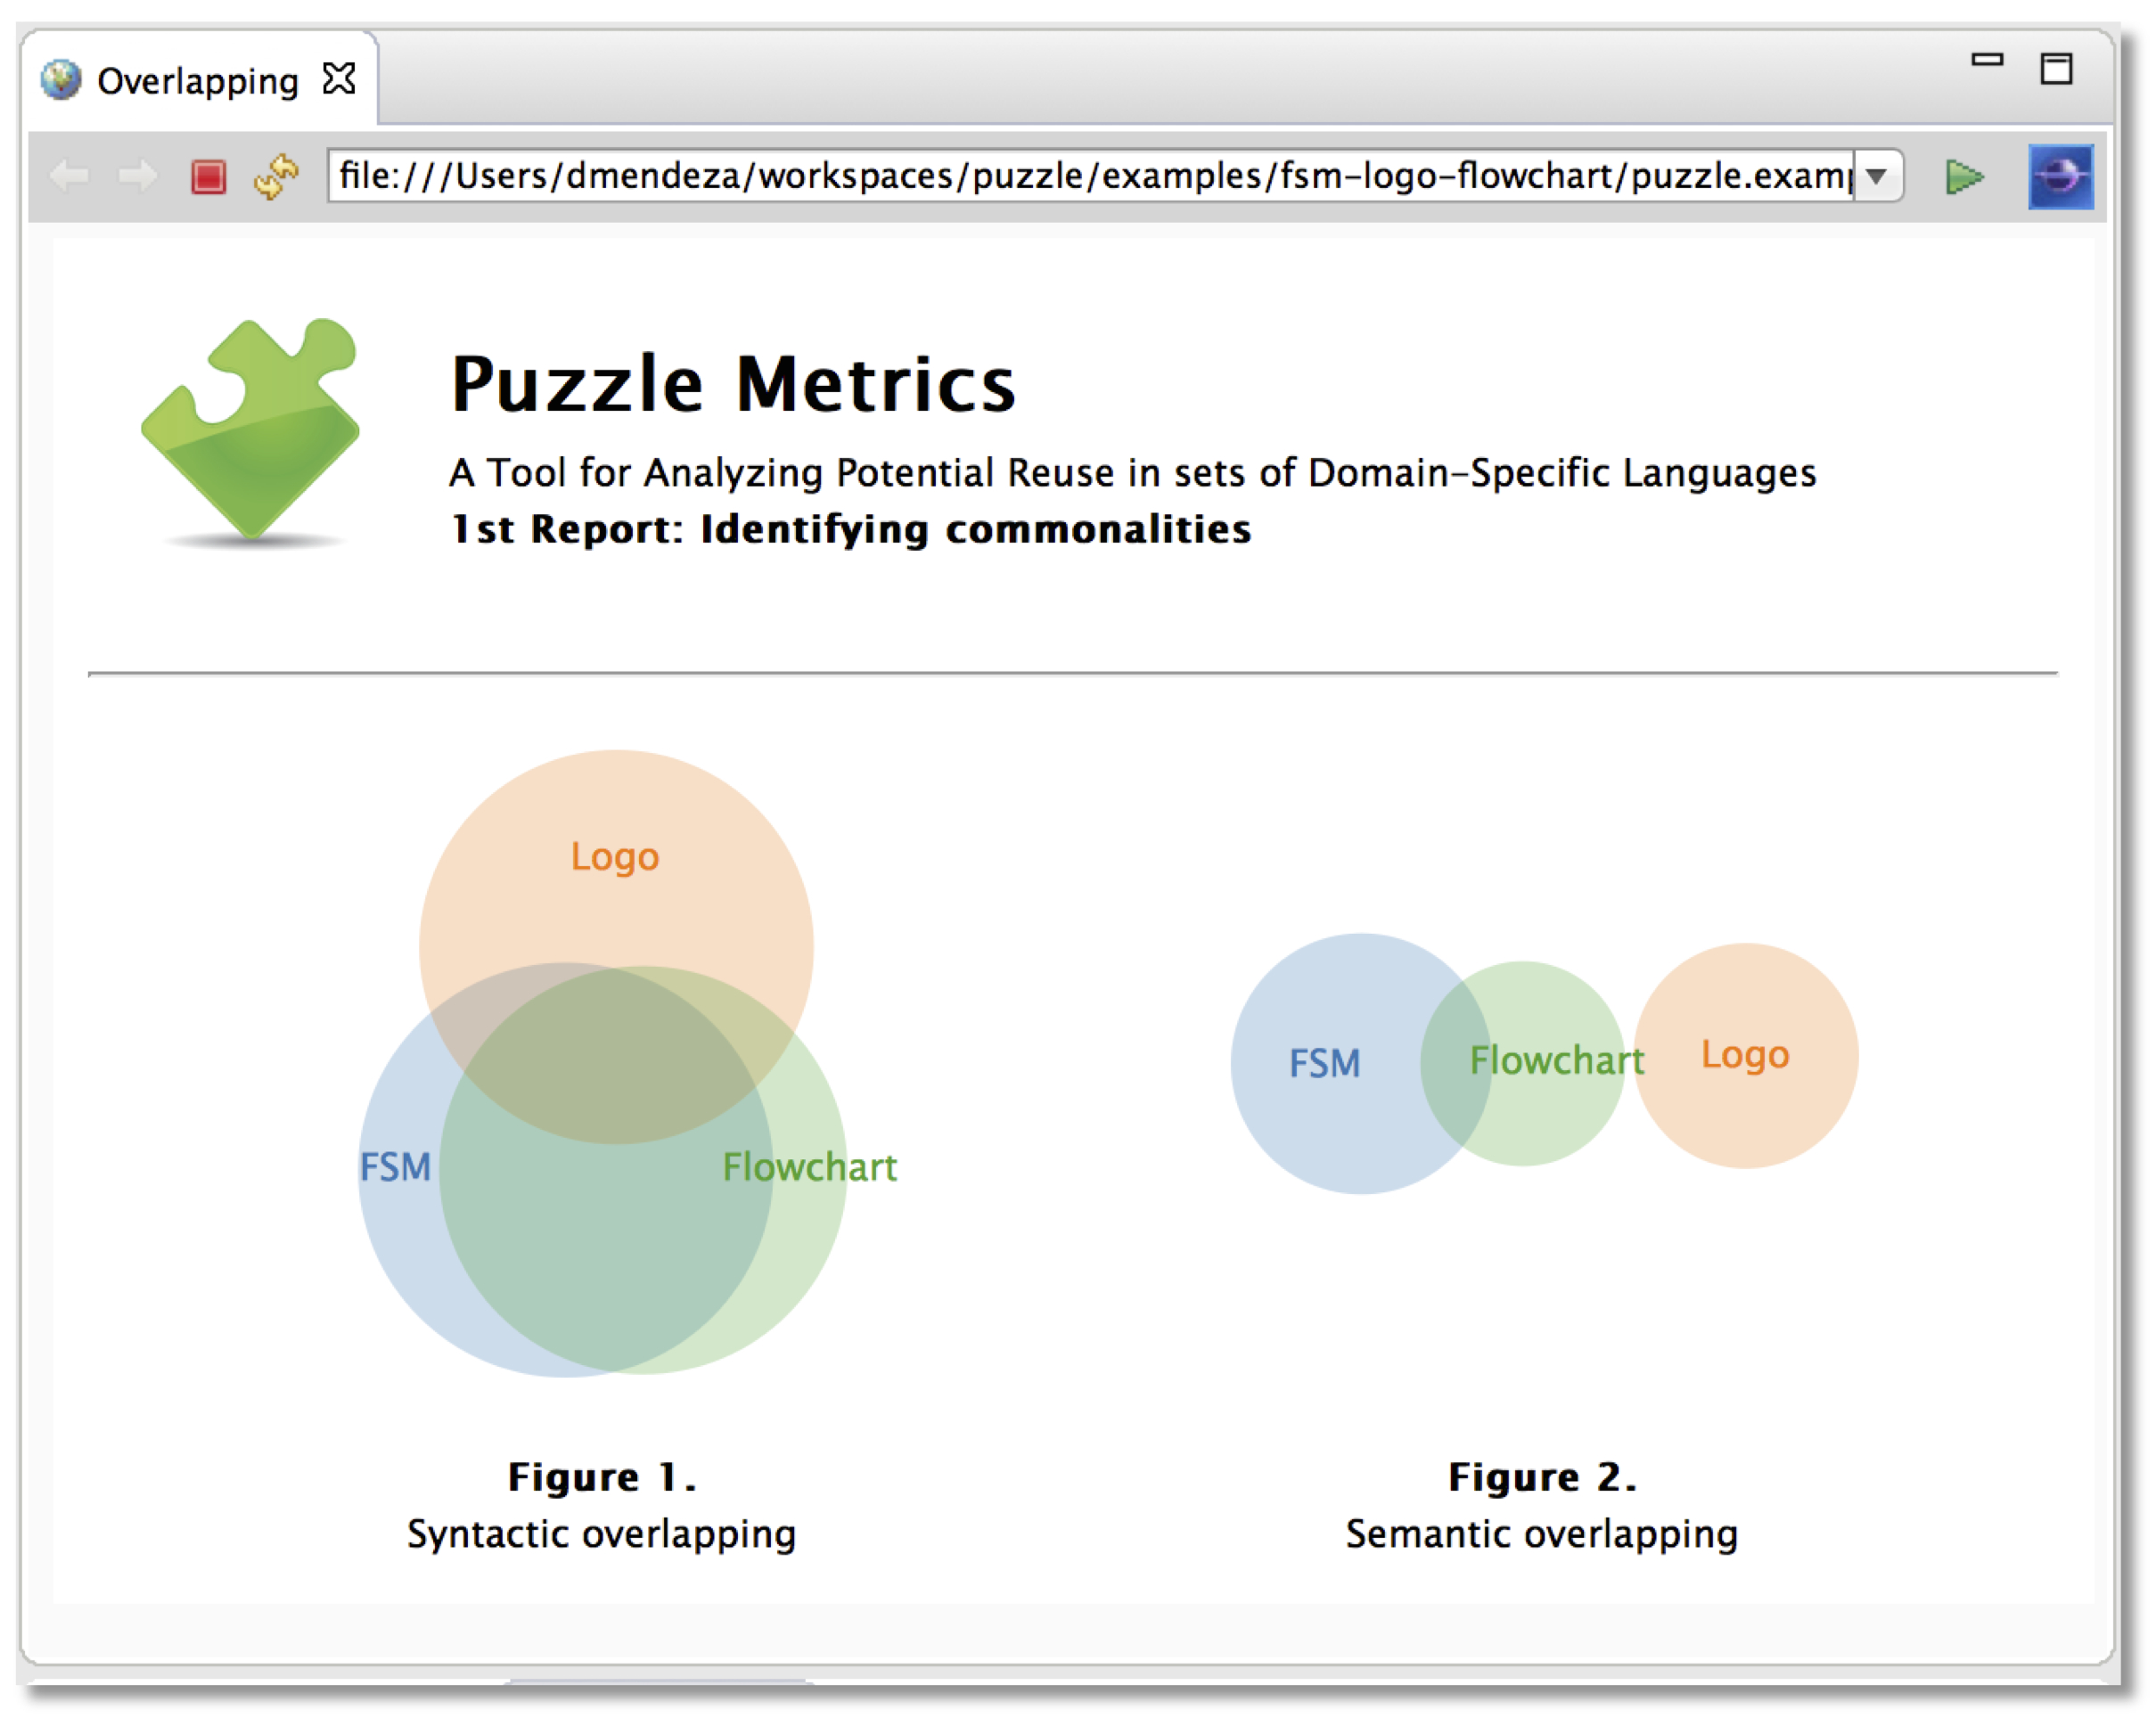 Overlapping
file:///Users/dmendeza/workspaces/puzzle/examples/fsm-logo-flowchart/puzzle.examp
Puzzle Metrics
A Tool for Analyzing Potential Reuse in sets of Domain-Specific Languages
1st Report: Identifying commonalities
Logo
FSM
Flowchart
FSM
Flowchart
Logo
Figure 1.
Syntactic overlapping
Figure 2.
Semantic overlapping